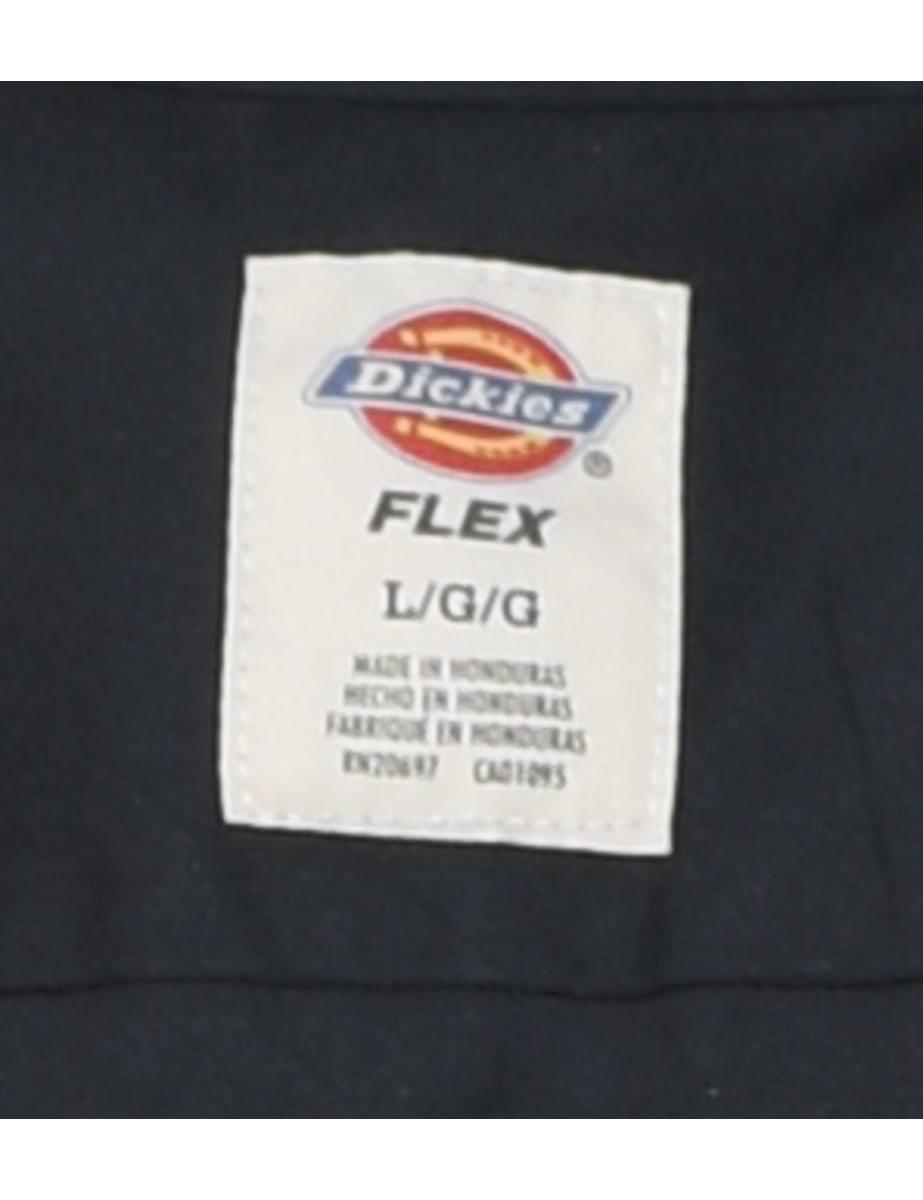 Dickies
®
FLEX
L/G/G
MADE IN HONDURAS
HECHO EN HONDURAS
FABRIQUÉ EN HONDURAS
RN20697 CA01095